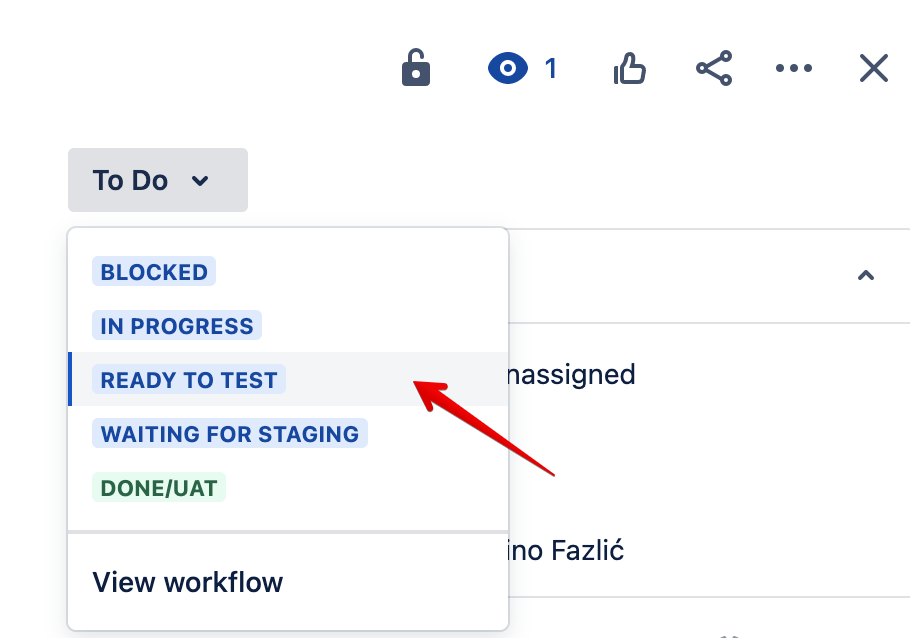 1
To Do
BLOCKED
IN PROGRESS
READY TO TEST
nassigned
WAITING FOR STAGING
DONE/UAT
ino Fazlić
View workflow